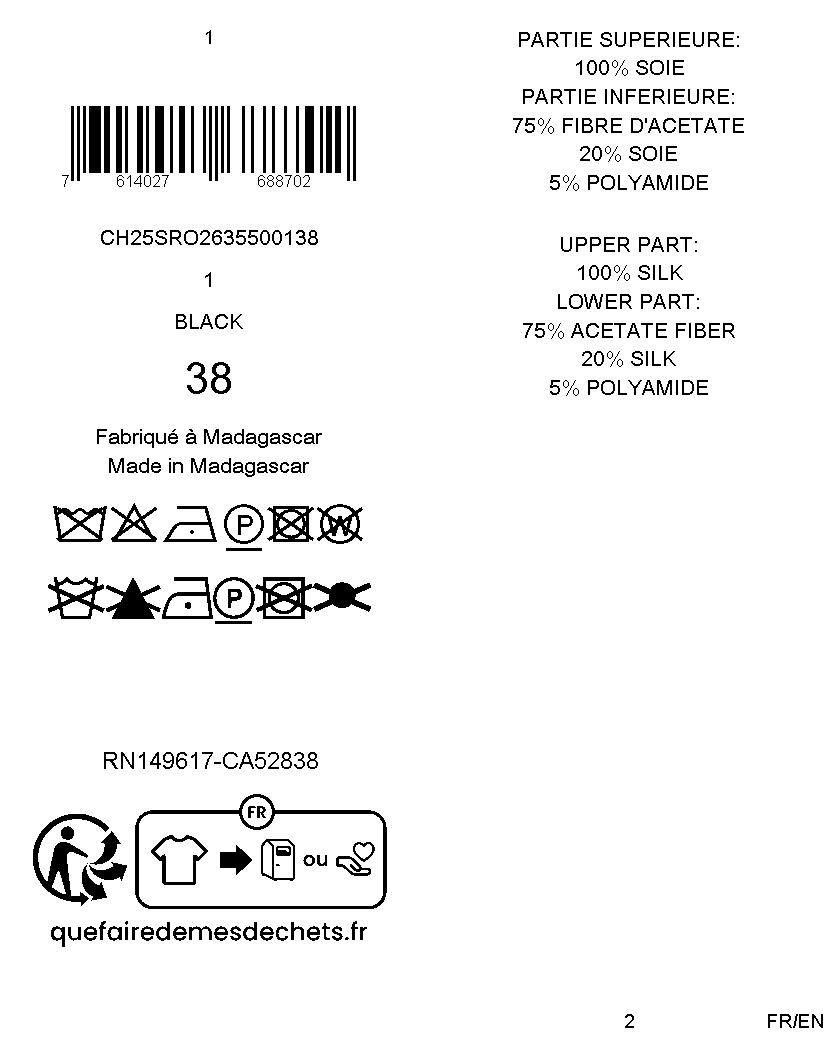 1
7 614027 688702
CH25SRO2635500138
1
BLACK
38
Fabriqué à Madagascar
Made in Madagascar
P W
P
RN149617-CA52838
FR
ou
quefairedemesdechets.fr
PARTIE SUPERIEURE:
100% SOIE
PARTIE INFERIEURE:
75% FIBRE D'ACETATE
20% SOIE
5% POLYAMIDE
UPPER PART:
100% SILK
LOWER PART:
75% ACETATE FIBER
20% SILK
5% POLYAMIDE
2
FR/EN